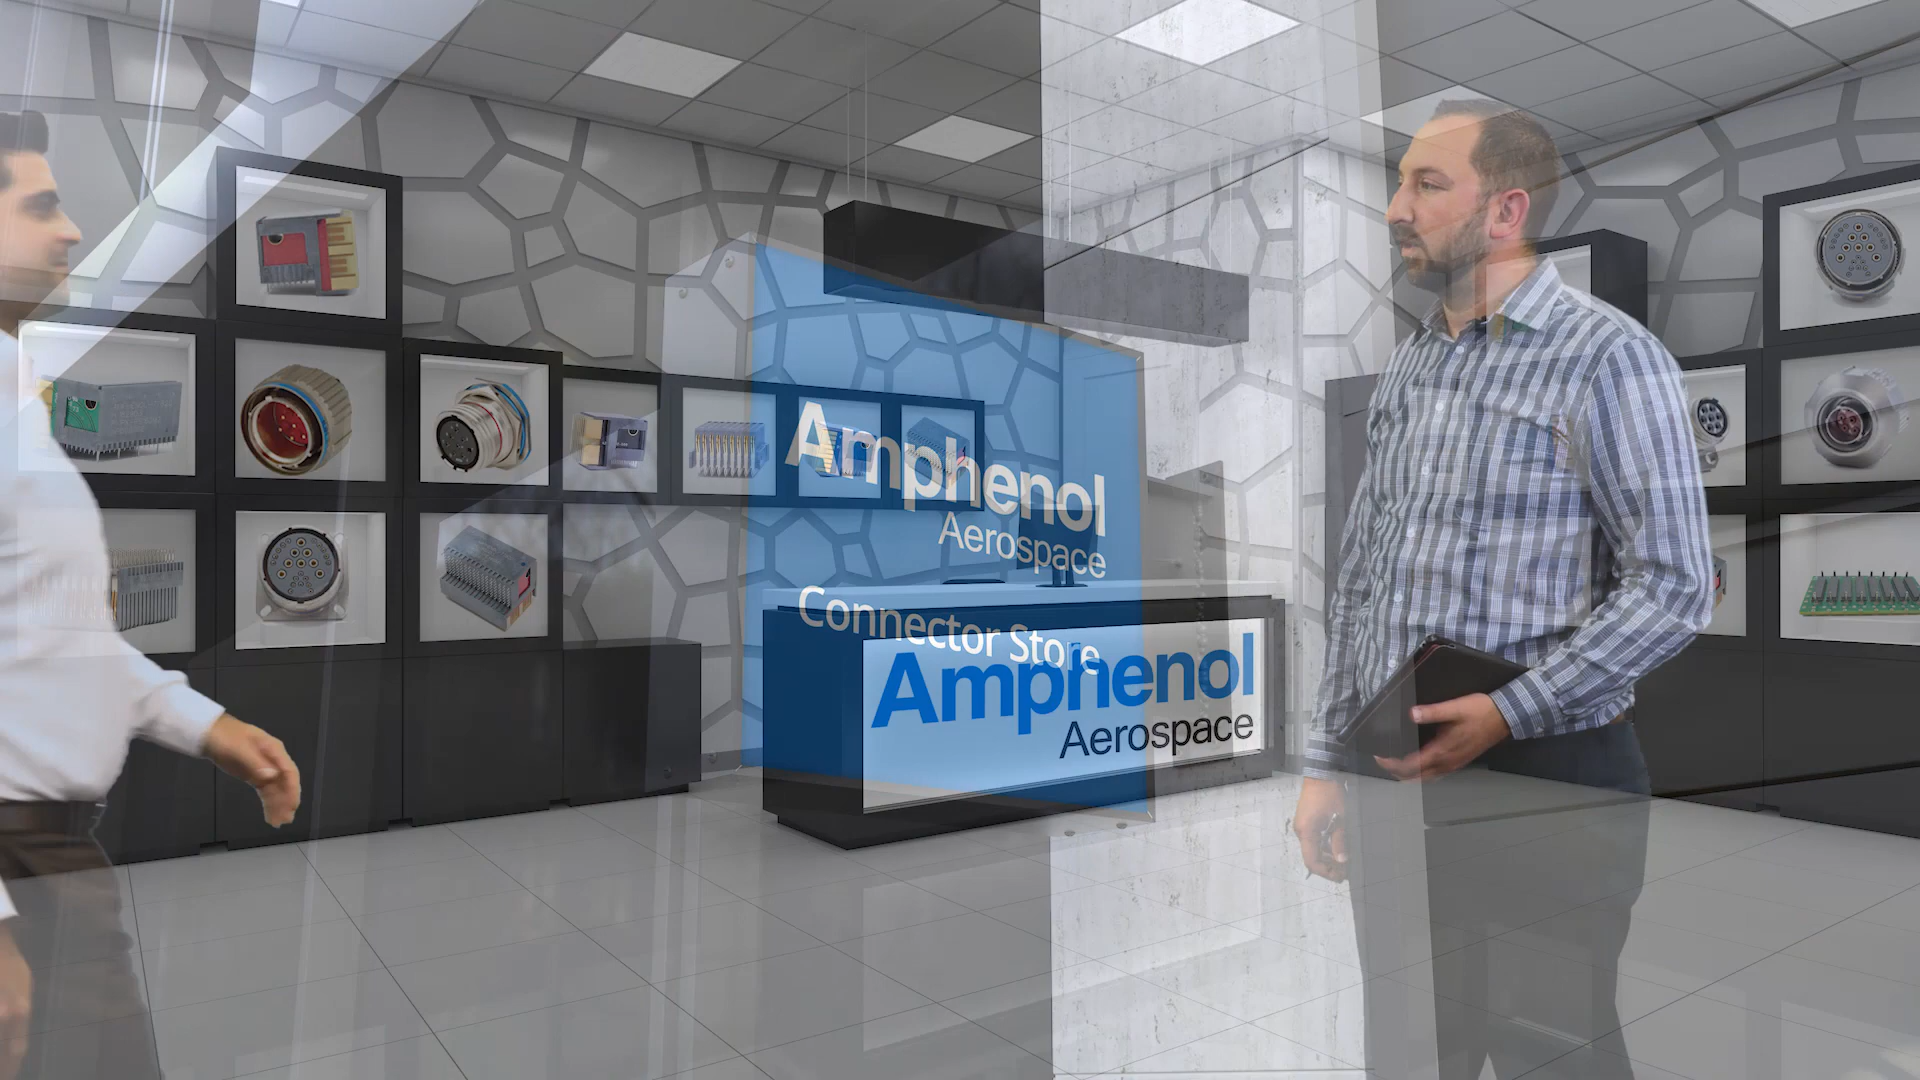 Amphenol
Aerospace
Connector Store
Amphenol
Aerospace